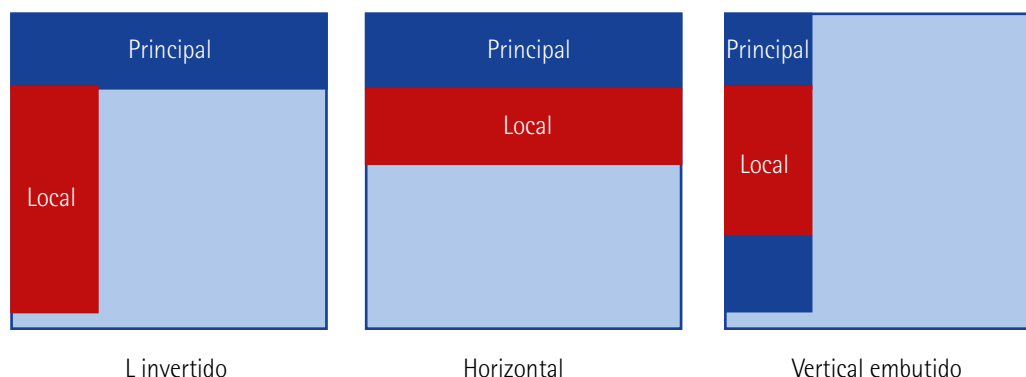 Principal
Local
L invertido
Principal
Local
Horizontal
Principal
Local
Vertical embutido